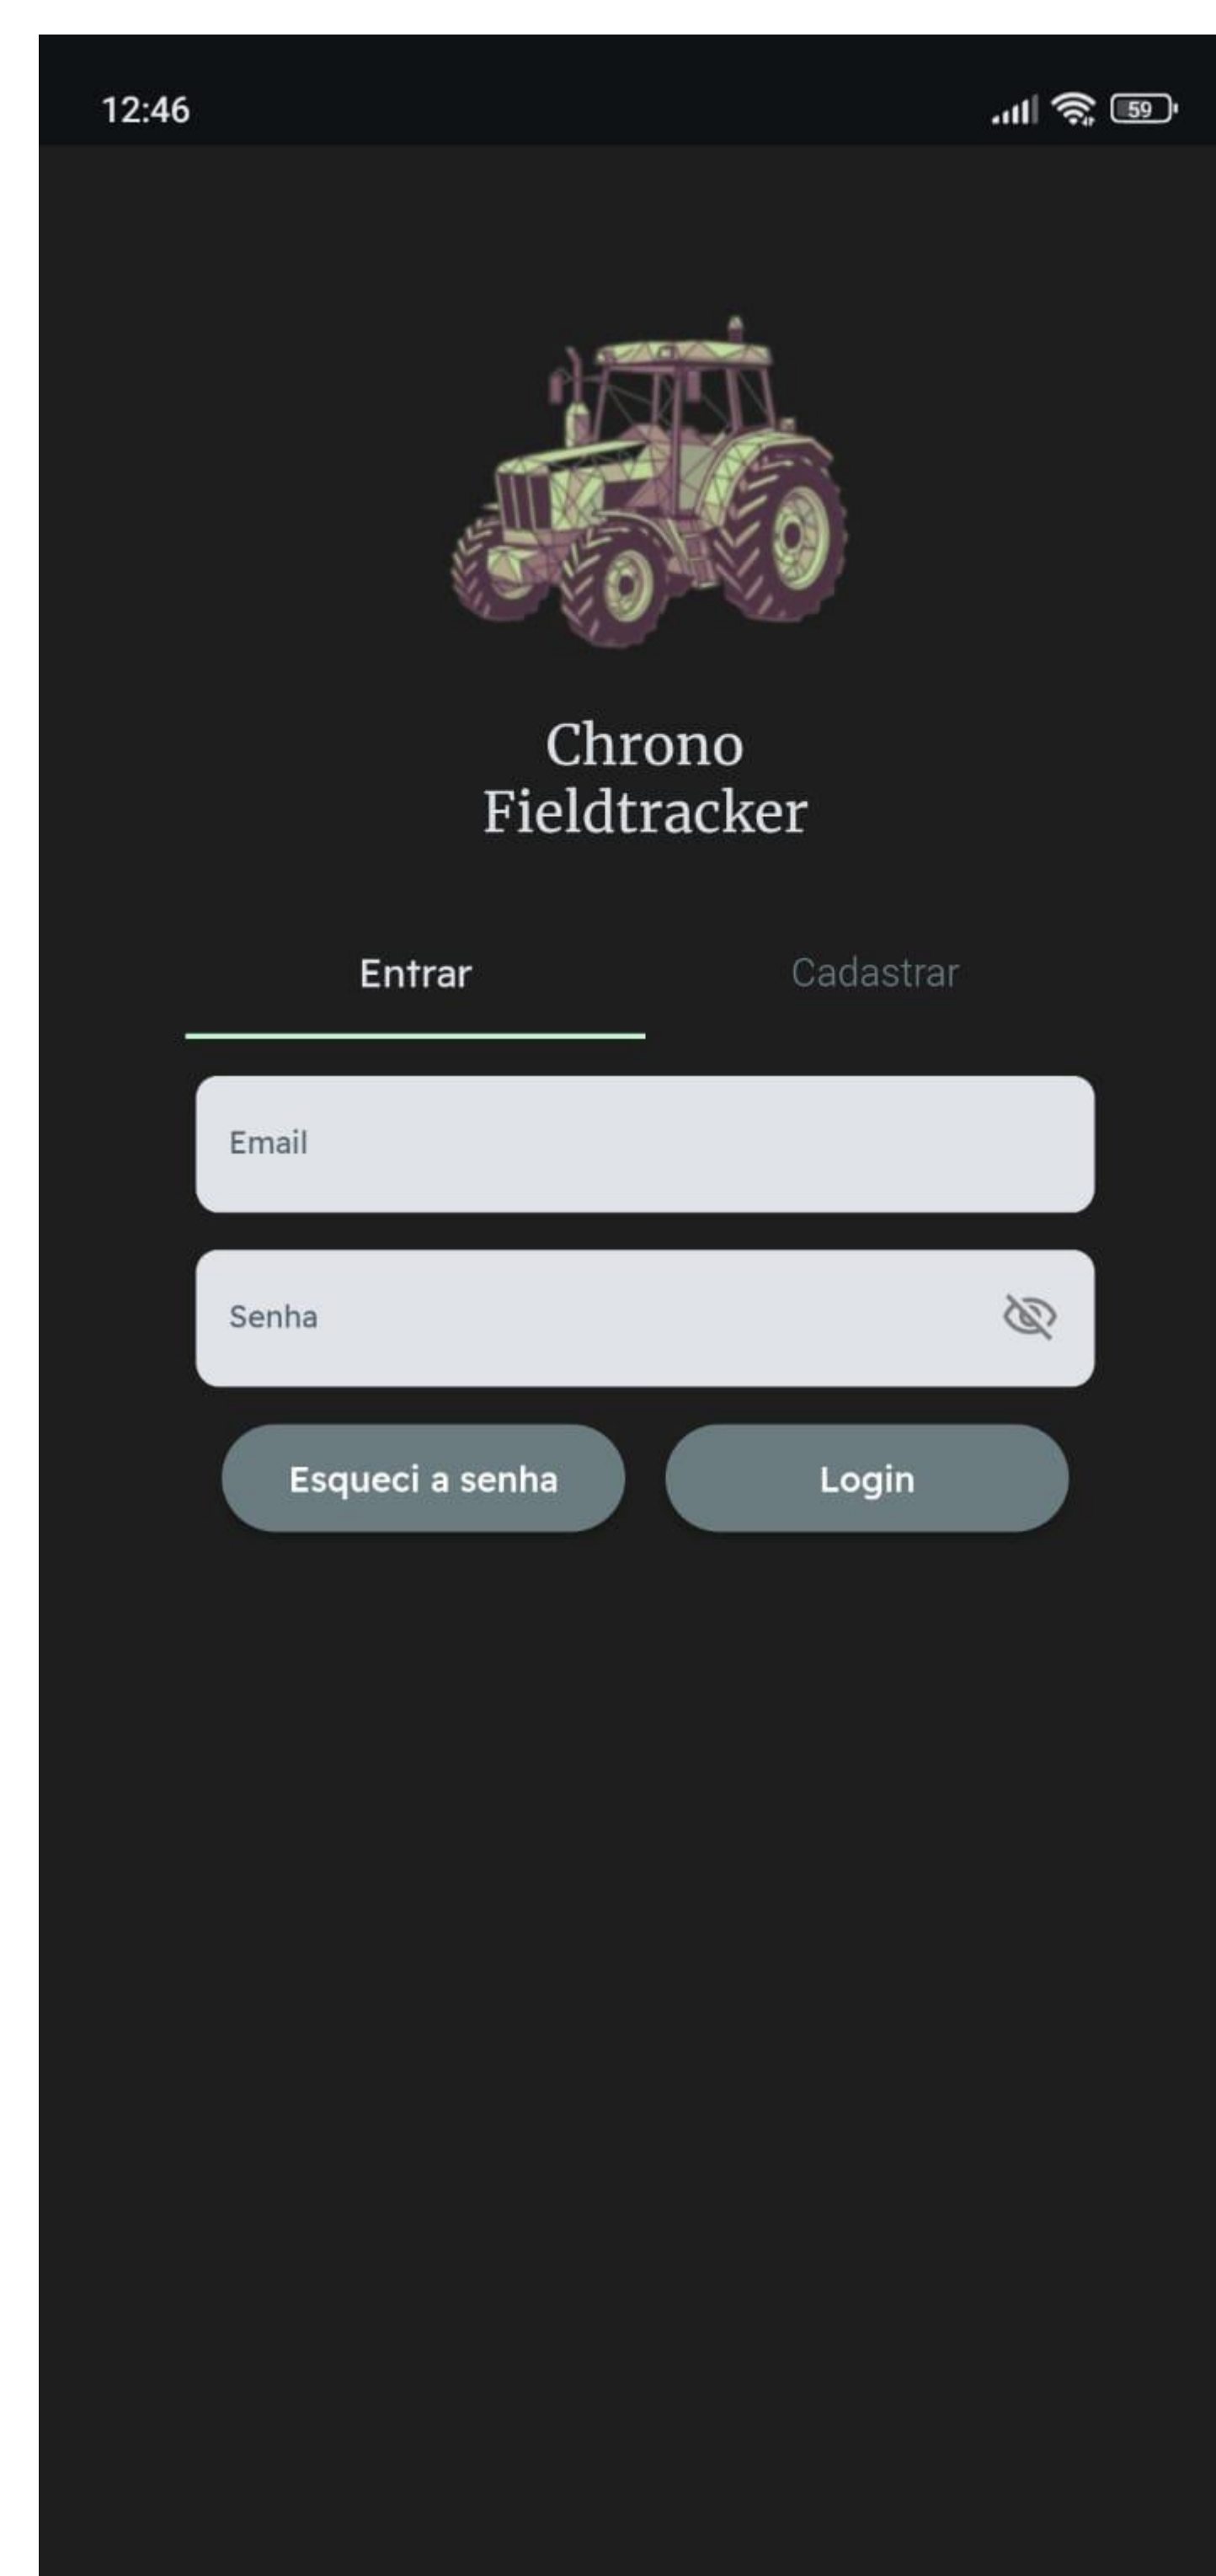 12:46
59
Chrono
Fieldtracker
Entrar
Cadastrar
Email
Senha
Esqueci a senha
Login